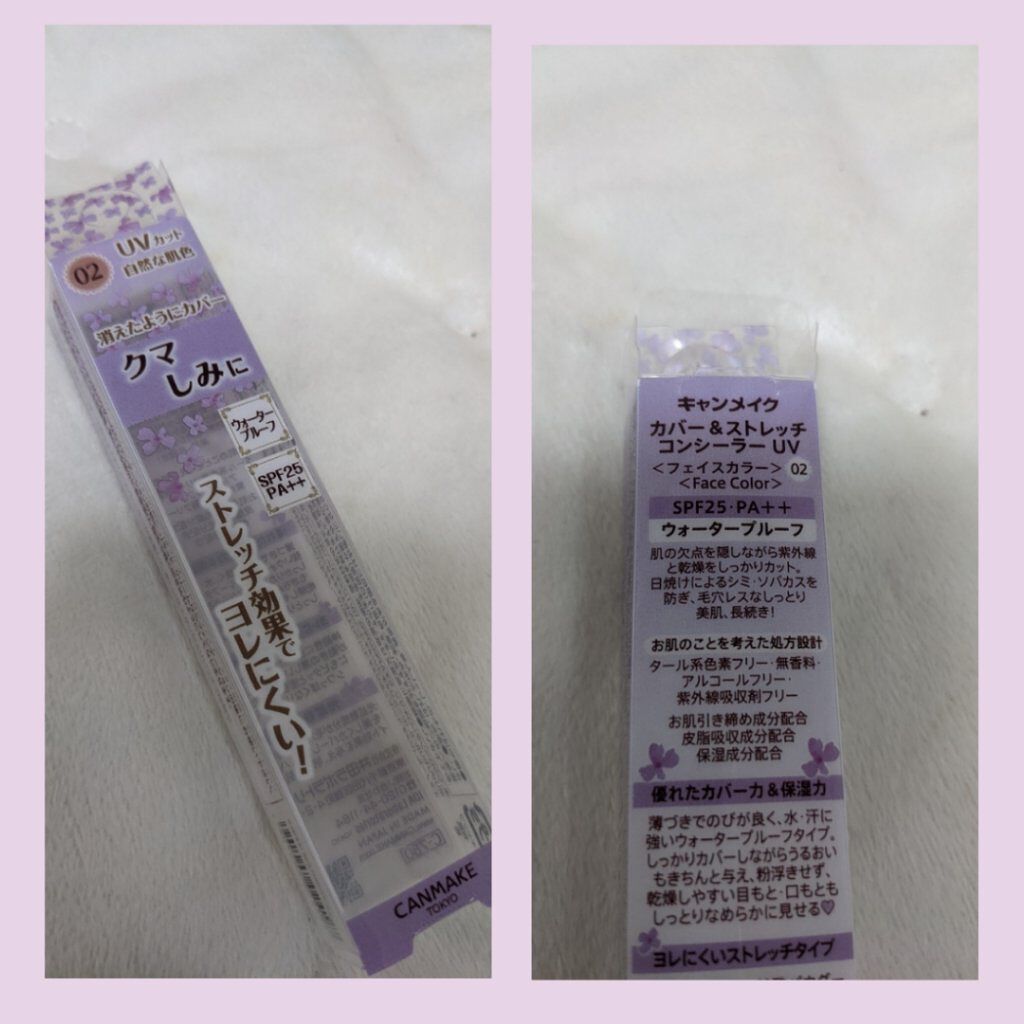 02
UVカット
自然な肌色
消えたようにカバー
クマ
しみに
ウォーター
プルーフ
SPF25
PA++
ストレッチ効果で
ヨレにくい!
MADE IN JAPAN
CANMAKE
TOKYO
キャンメイク
カバー&ストレッチ
コンシーラー UV
<フェイスカラー> 02
<Face Color>
SPF25・PA++
ウォータープルーフ
肌の欠点を隠しながら紫外線
と乾燥をしっかりカット。
日焼けによるシミ・ソバカスを
防ぎ、毛穴レスなしっとり
美肌、長続き!
お肌のことを考えた処方設計
タール系色素フリー・無香料・
アルコールフリー・
紫外線吸収剤フリー
お肌引き締め成分配合
皮脂吸収成分配合
保湿成分配合
優れたカバー力&保湿力
薄づきでのびが良く、水・汗に
強いウォータープルーフタイプ。
しっかりカバーしながらうるおい
もきちんと与え、粉浮きせず、
乾燥しやすい目もと・口もとも
しっとりなめらかに見せる♡
ヨレにくいストレッチタイプ